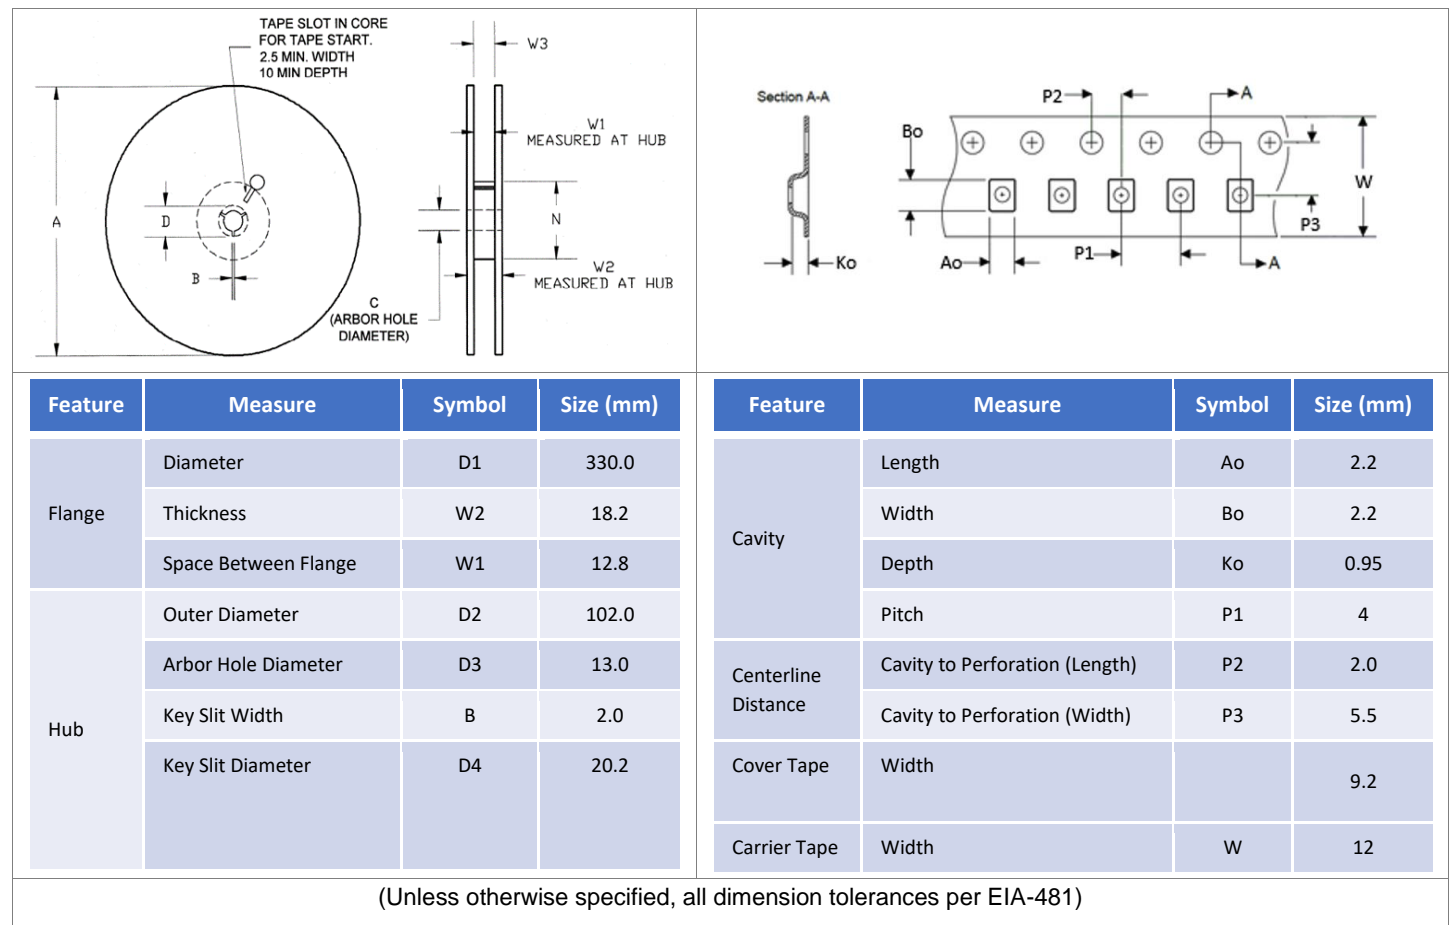 TAPE SLOT IN CORE
FOR TAPE START.
2.5 MIN. WIDTH
10 MIN DEPTH
W3
W1
MEASURED AT HUB
A
D
B
N
W2
MEASURED AT HUB
C
(ARBOR HOLE
DIAMETER)
Section A-A
Ko
P2
A
Bo
W
P3
P1
Ao
A
Feature Measure Symbol Size (mm)
Flange
Diameter D1 330.0
Thickness W2 18.2
Space Between Flange W1 12.8
Hub
Outer Diameter D2 102.0
Arbor Hole Diameter D3 13.0
Key Slit Width B 2.0
Key Slit Diameter D4 20.2
Feature Measure Symbol Size (mm)
Cavity
Length Ao 2.2
Width Bo 2.2
Depth Ko 0.95
Pitch P1 4
Centerline
Distance
Cavity to Perforation (Length) P2 2.0
Cavity to Perforation (Width) P3 5.5
Cover Tape Width 9.2
Carrier Tape Width W 12
(Unless otherwise specified, all dimension tolerances per EIA-481)